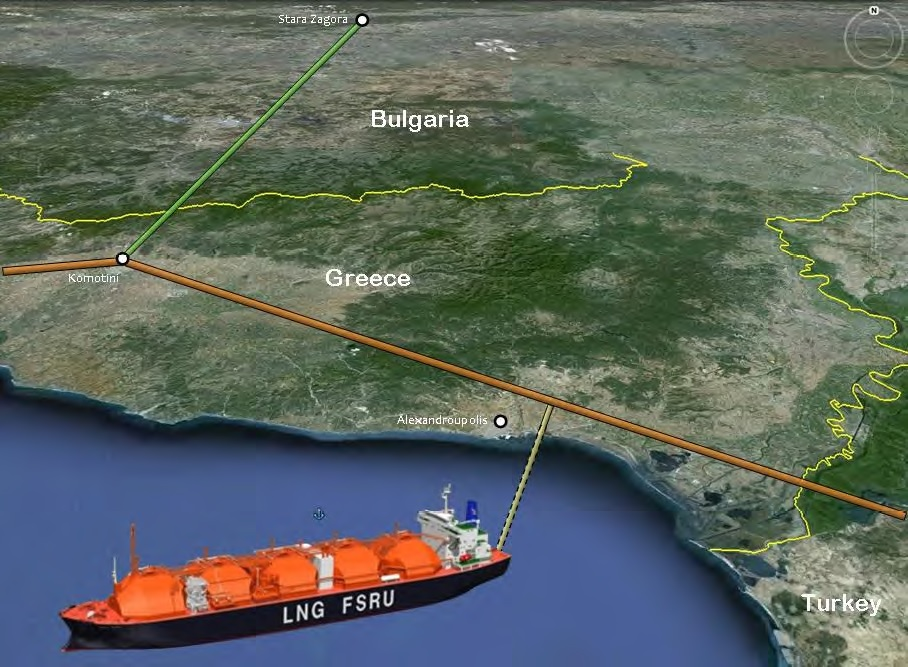 N
Stara Zagora
Bulgaria
Komotini
Greece
Alexandroupolis
LNG FSRU
Turkey